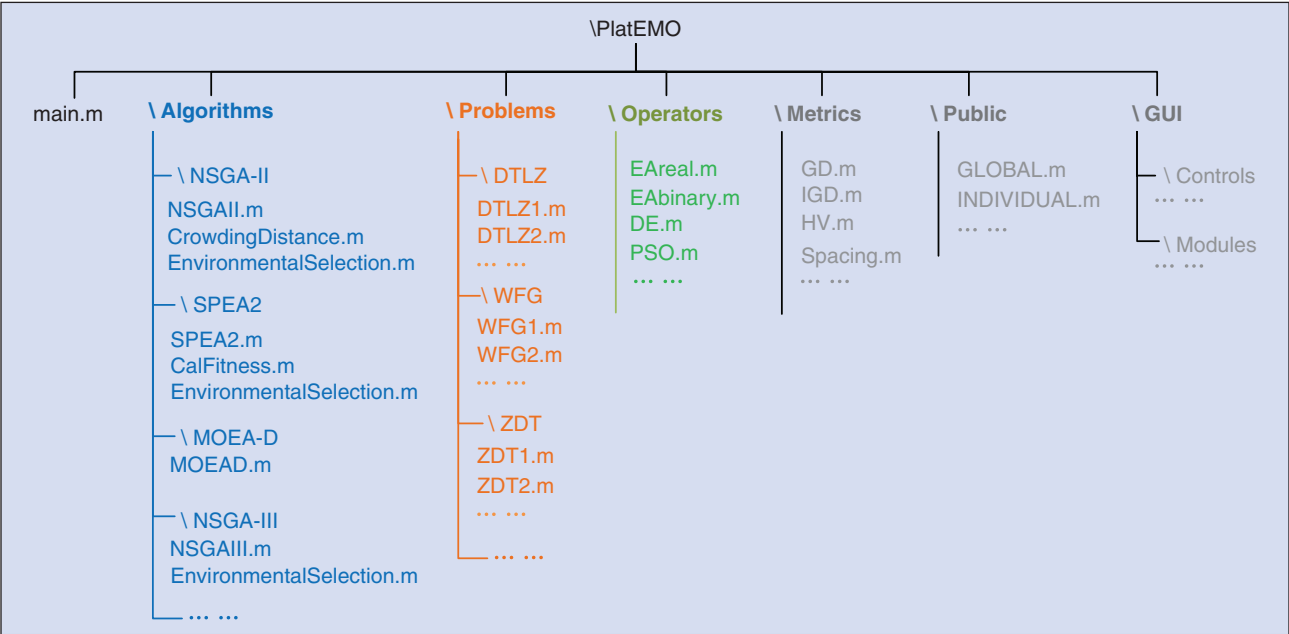 \PlatEMO
main.m
\ Algorithms
\ NSGA-II
NSGAII.m
CrowdingDistance.m
EnvironmentalSelection.m
\ SPEA2
SPEA2.m
CalFitness.m
EnvironmentalSelection.m
\ MOEA-D
MOEAD.m
\ NSGA-III
NSGAIII.m
EnvironmentalSelection.m
... ...
\ Problems
\ DTLZ
DTLZ1.m
DTLZ2.m
... ...
\ WFG
WFG1.m
WFG2.m
... ...
\ ZDT
ZDT1.m
ZDT2.m
... ...
... ...
\ Operators
EAreal.m
EAbinary.m
DE.m
PSO.m
... ...
\ Metrics
GD.m
IGD.m
HV.m
Spacing.m
... ...
\ Public
GLOBAL.m
INDIVIDUAL.m
... ...
\ GUI
\ Controls
... ...
\ Modules
... ...